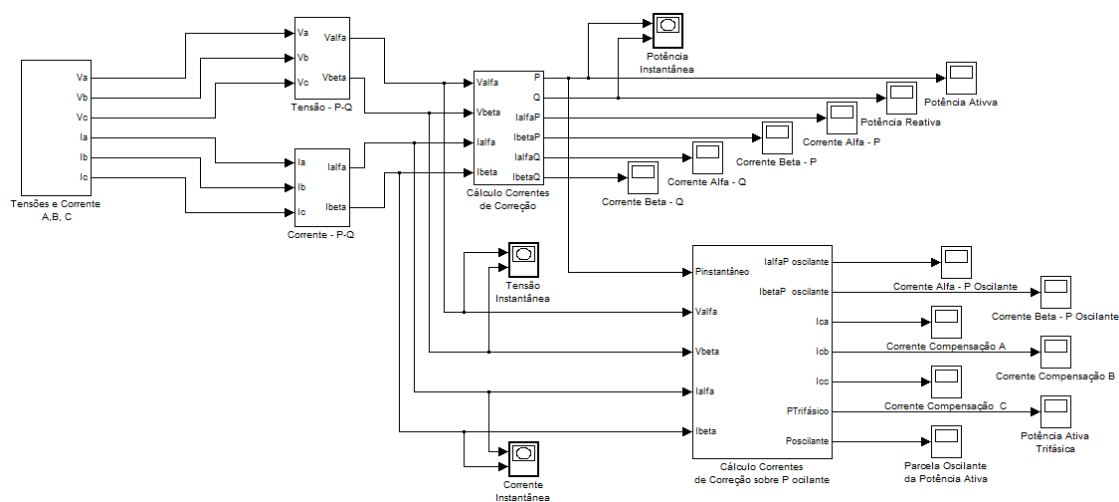 Va
Vb
Vc
Ia
Ib
Ic
Tensões e Corrente
A,B, C
Va
Vb
Vc
Valfa
Vbeta
Tensão - P-Q
Ia
Ib
Ic
Ialfa
Ibeta
Corrente - P-Q
Valfa
Vbeta
Ialfa
Ibeta
P
Q
IalfaP
IbetaP
IalfaQ
IbetaQ
Cálculo Correntes
de Correção
Potência
Instantânea
Potência Ativva
Potência Reativa
Corrente Alfa - P
Corrente Beta - P
Corrente Alfa - Q
Corrente Beta - Q
Tensão
Instantânea
Corrente
Instantânea
Pinstantâneo
Valfa
Vbeta
Ialfa
Ibeta
IalfaP oscilante
IbetaP oscilante
Ica
Icb
Icc
PTrifásico
Poscilante
Cálculo Correntes
de Correção sobre P ocilante
Corrente Alfa - P Oscilante
Corrente Beta - P Oscilante
Corrente Compensação A
Corrente Compensação B
Corrente Compensação C
Potência Ativa
Trifásica
Parcela Oscilante
da Potência Ativa